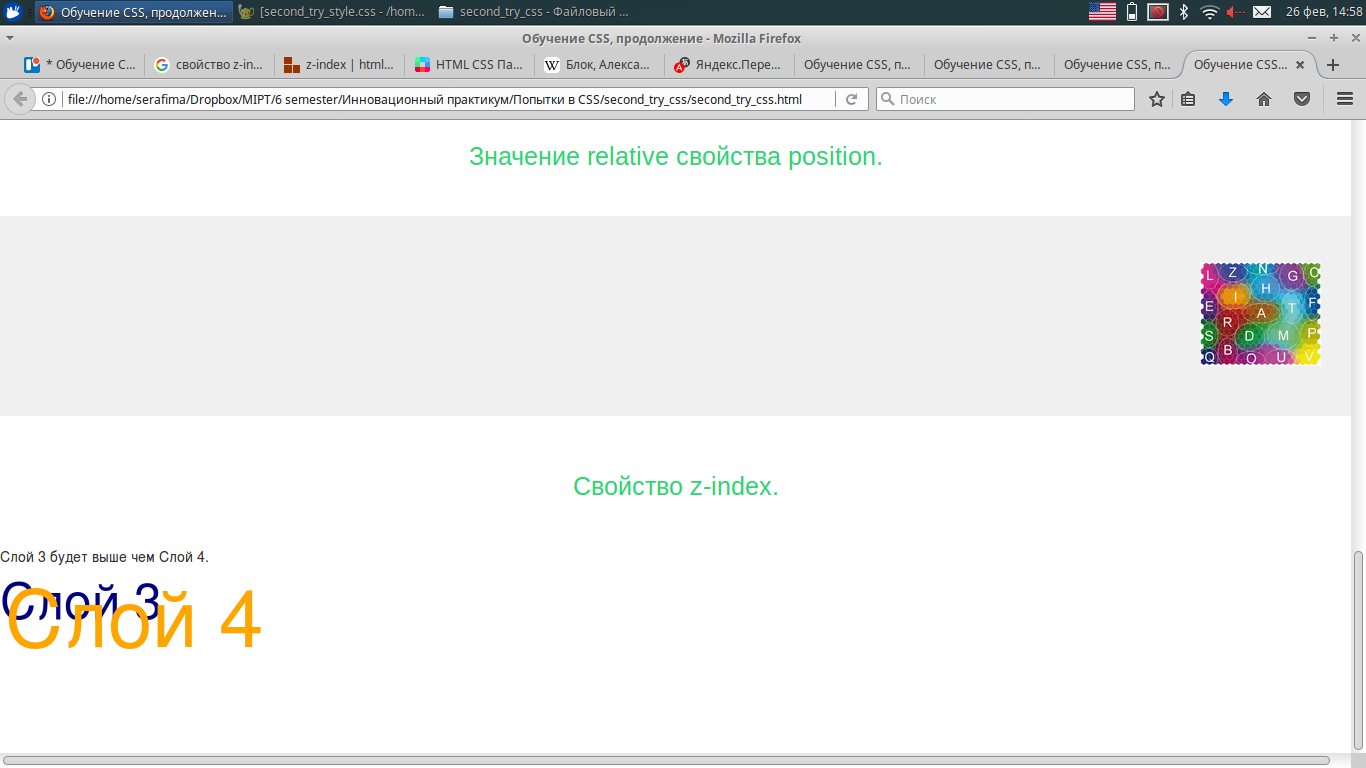 Обучение CSS, продолжен...
[second_try_style.css - /hom...
second_try_css - Файловый ...
26 фев, 14:58
Обучение CSS, продолжение - Mozilla Firefox
* Обучение C...
свойство z-in...
z-index | html...
HTML CSS Па...
W Блок, Алекса...
Яндекс.Пере...
Обучение CSS, п...
Обучение CSS, п...
Обучение CSS, п...
Обучение CSS...
file:///home/serafima/Dropbox/MIPT/6 semester/Инновационный практикум/Попытки в CSS/second_try_css/second_try_css.html
Поиск
Значение relative свойства position.
L Z N G O
I H
E A T F
R
S D M P
Q B O U V
Свойство z-index.
Слой 3 будет выше чем Слой 4.
Слой 3
Слой 4